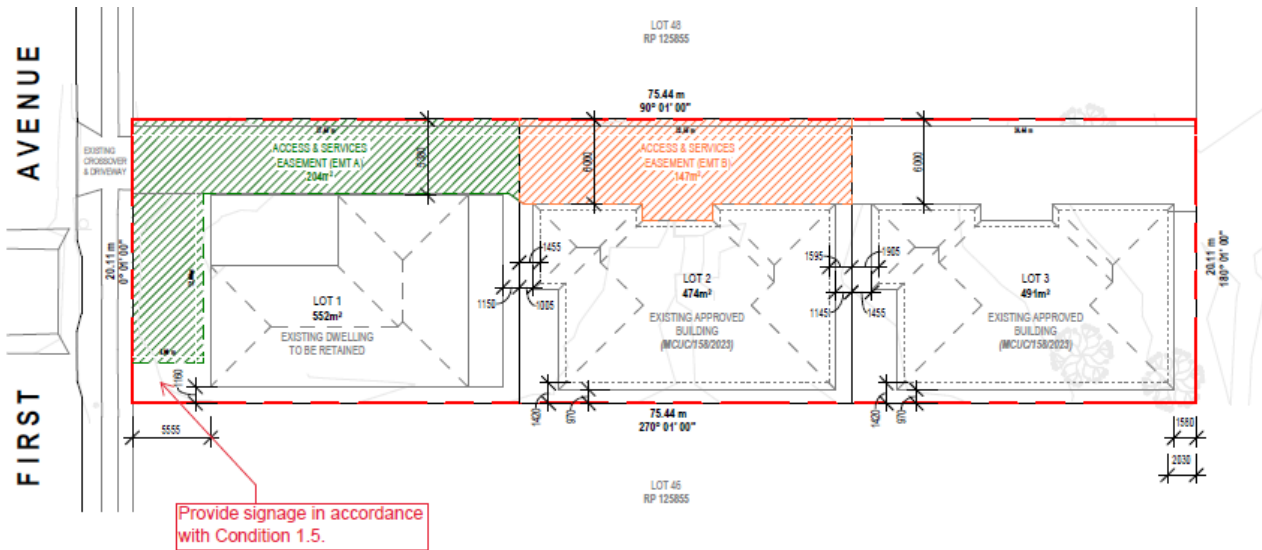 FIRST AVENUE
LOT 48
RP 125855
75.44 m
90° 01' 00"
EXISTING
CROSSOVER
& DRIVEWAY
ACCESS & SERVICES
EASEMENT (EMT A)
204m²
ACCESS & SERVICES
EASEMENT (EMT B)
147m²
6000
6000
20.11 m
0° 01' 00"
1455
1150
1005
1595
1905
1145
1455
LOT 1
552m²
EXISTING DWELLING
TO BE RETAINED
LOT 2
474m²
EXISTING APPROVED
BUILDING
(MCUC/158/2023)
LOT 3
491m²
EXISTING APPROVED
BUILDING
(MCUC/158/2023)
20.11 m
180° 01' 00"
1160
5555
1420
970
75.44 m
270° 01' 00"
1420
970
1560
2030
LOT 46
RP 125855
Provide signage in accordance
with Condition 1.5.